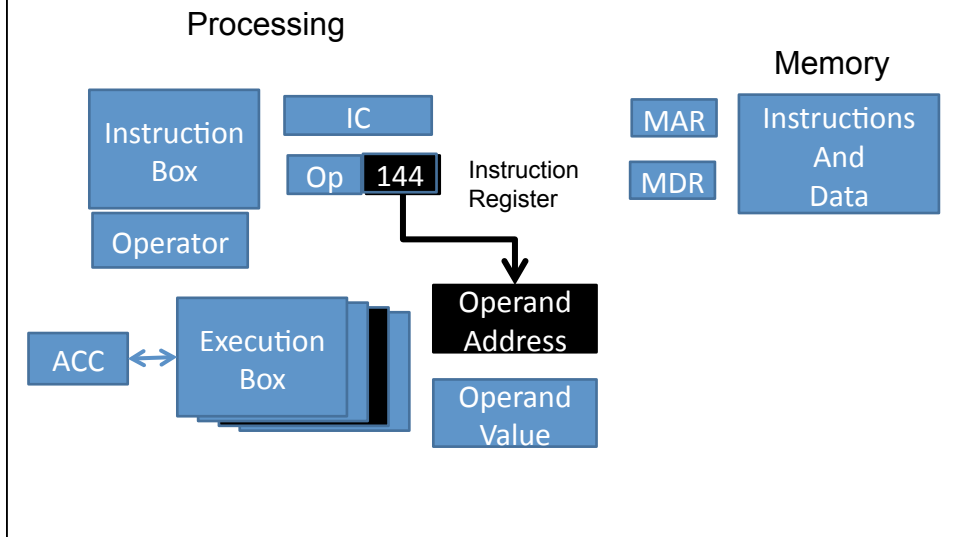 Processing
Memory
Instruction
Box
IC
MAR
Instructions
And
Data
Op
144
Instruction
Register
MDR
Operator
Operand
Address
ACC
Execution
Box
Operand
Value